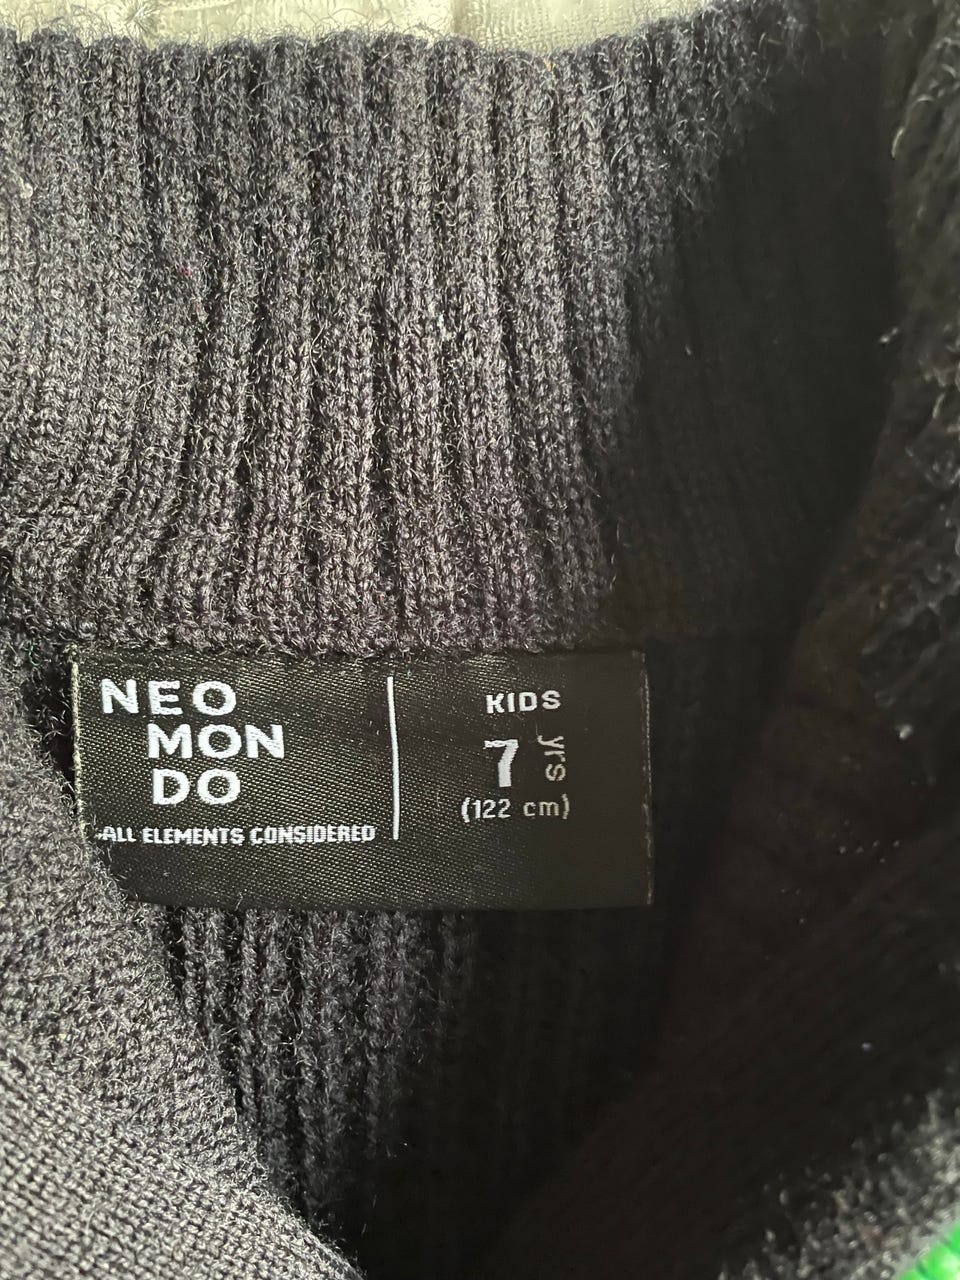 NEO
MON
DO
ALL ELEMENTS CONSIDERED
KIDS
7 yrs
(122 cm)